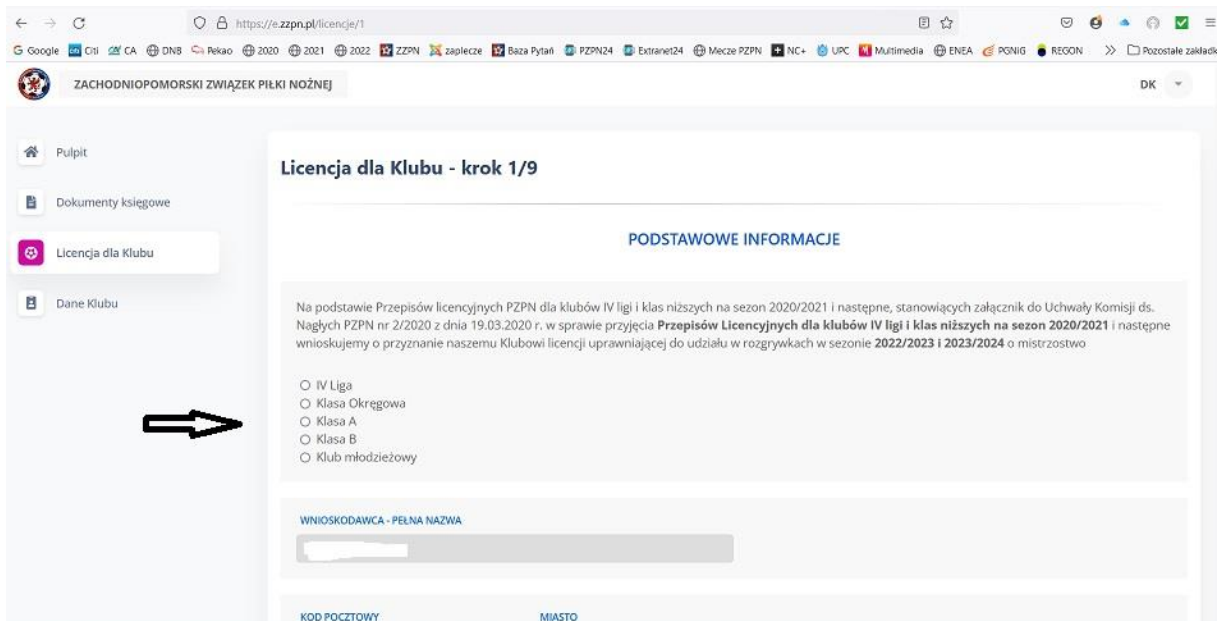 https://e.zzpn.pl/licencje/1
Google Citi CA DNB Pekao 2020 2021 2022 ZZPN zaplecze Baza Pytań PZPN24 Extranet24 Mecze PZPN NC+ UPC Multimedia ENEA PGNiG REGON Pozostałe zakładk
ZACHODNIOPOMORSKI ZWIĄZEK PIŁKI NOŻNEJ
DK
Pulpit
Dokumenty księgowe
Licencja dla Klubu
Dane Klubu
Licencja dla Klubu - krok 1/9
PODSTAWOWE INFORMACJE
Na podstawie Przepisów licencyjnych PZPN dla klubów IV ligi i klas niższych na sezon 2020/2021 i następne, stanowiących załącznik do Uchwały Komisji ds.
Nagłych PZPN nr 2/2020 z dnia 19.03.2020 r. w sprawie przyjęcia Przepisów Licencyjnych dla klubów IV ligi i klas niższych na sezon 2020/2021 i następne
wnioskujemy o przyznanie naszemu Klubowi licencji uprawniającej do udziału w rozgrywkach w sezonie 2022/2023 i 2023/2024 o mistrzostwo
IV Liga
Klasa Okręgowa
Klasa A
Klasa B
Klub młodzieżowy
WNIOSKODAWCA - PEŁNA NAZWA
KOD POCZTOWY MIASTO